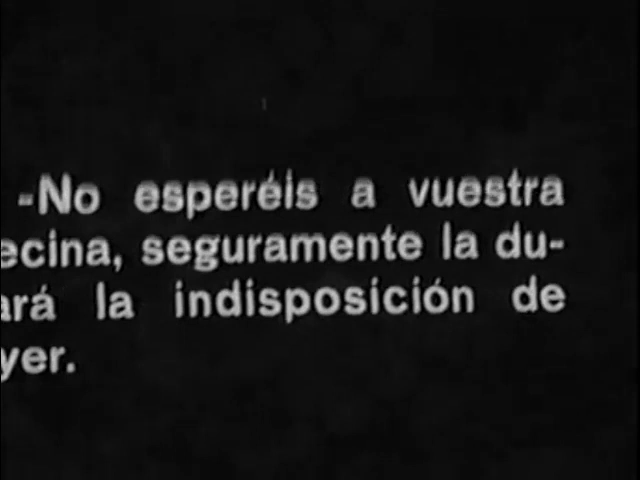 -No esperéis a vuestra
ecina, seguramente la du-
ará la indisposición de
yer.